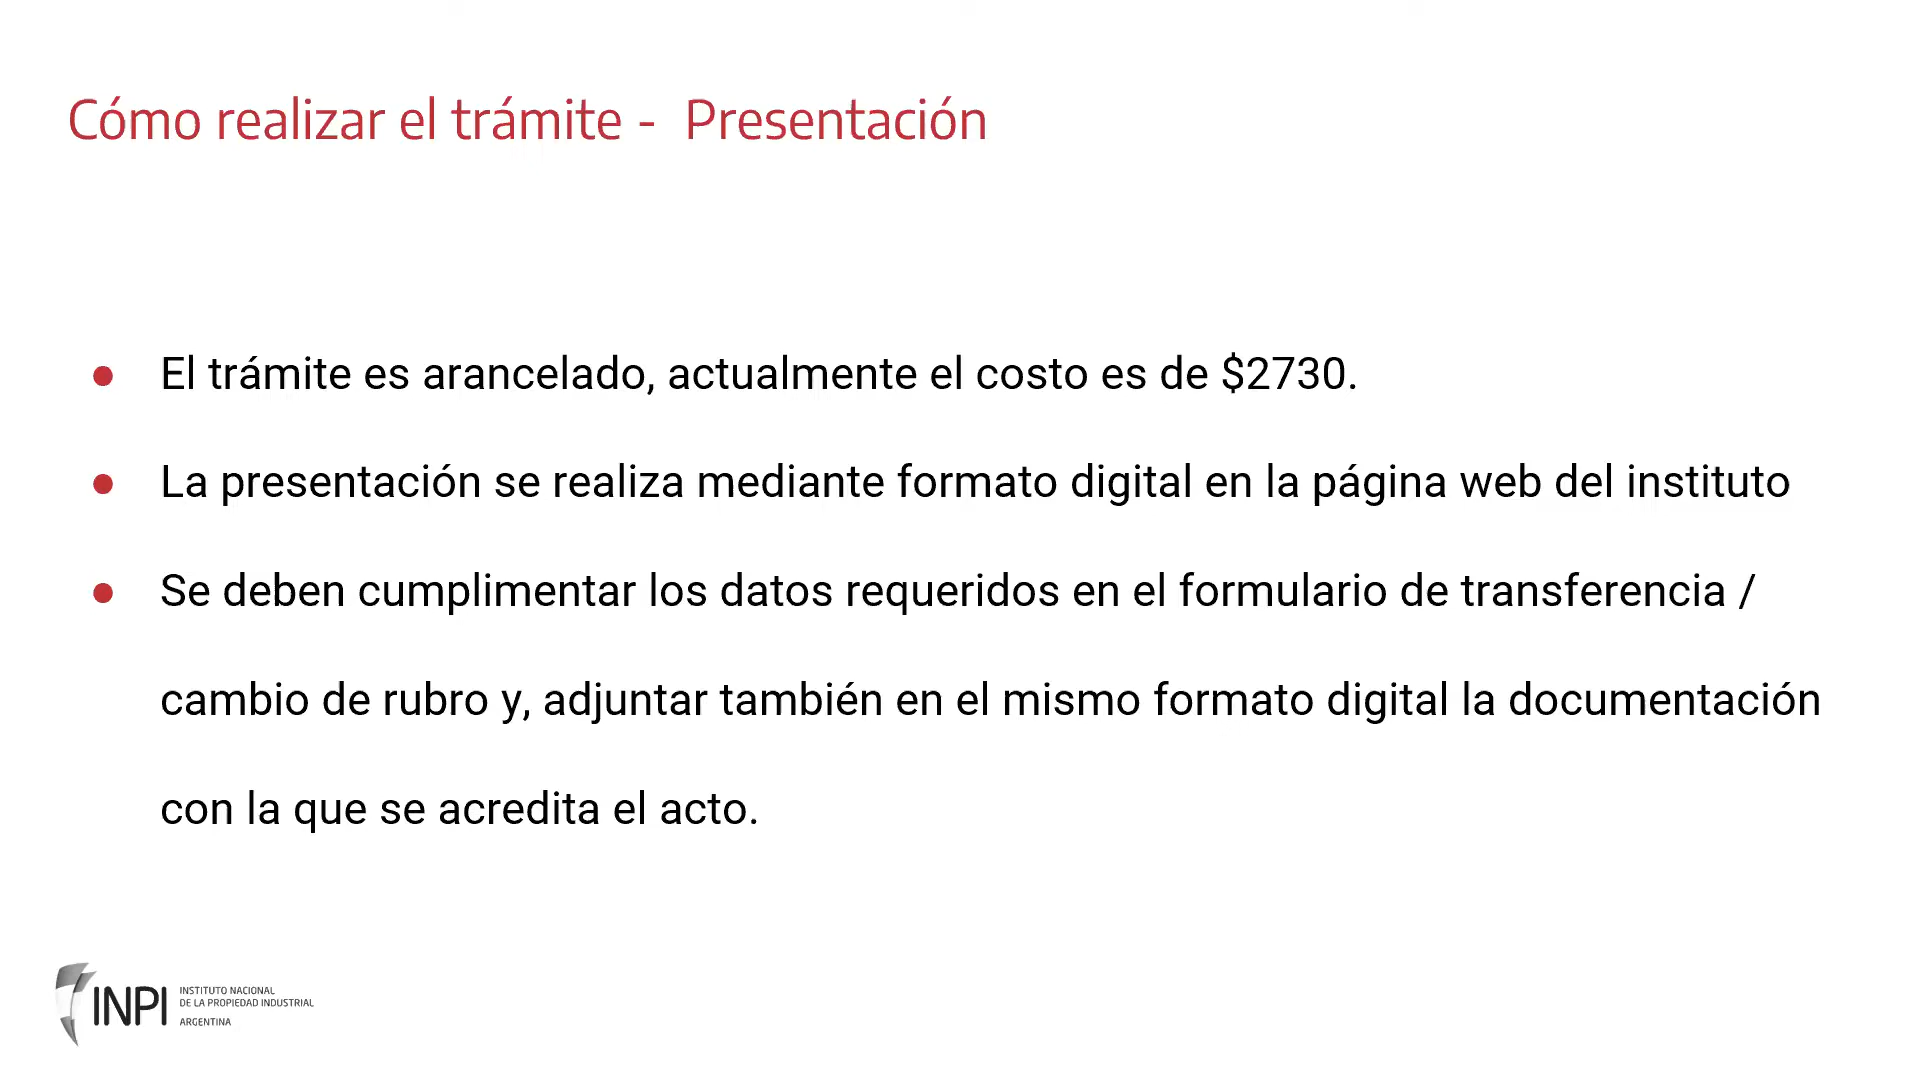 Cómo realizar el trámite - Presentación
● El trámite es arancelado, actualmente el costo es de $2730.
● La presentación se realiza mediante formato digital en la página web del instituto
● Se deben cumplimentar los datos requeridos en el formulario de transferencia /
cambio de rubro y, adjuntar también en el mismo formato digital la documentación
con la que se acredita el acto.
INPI
INSTITUTO NACIONAL
DE LA PROPIEDAD INDUSTRIAL
ARGENTINA